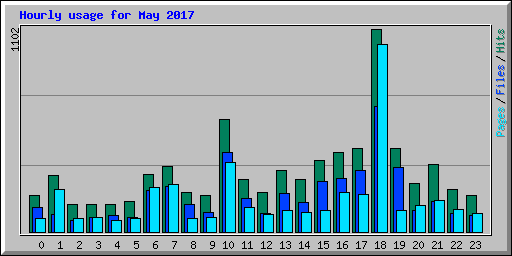 Hourly usage for May 2017
1102
Pages / Files / Hits
0 1 2 3 4 5 6 7 8 9 10 11 12 13 14 15 16 17 18 19 20 21 22 23